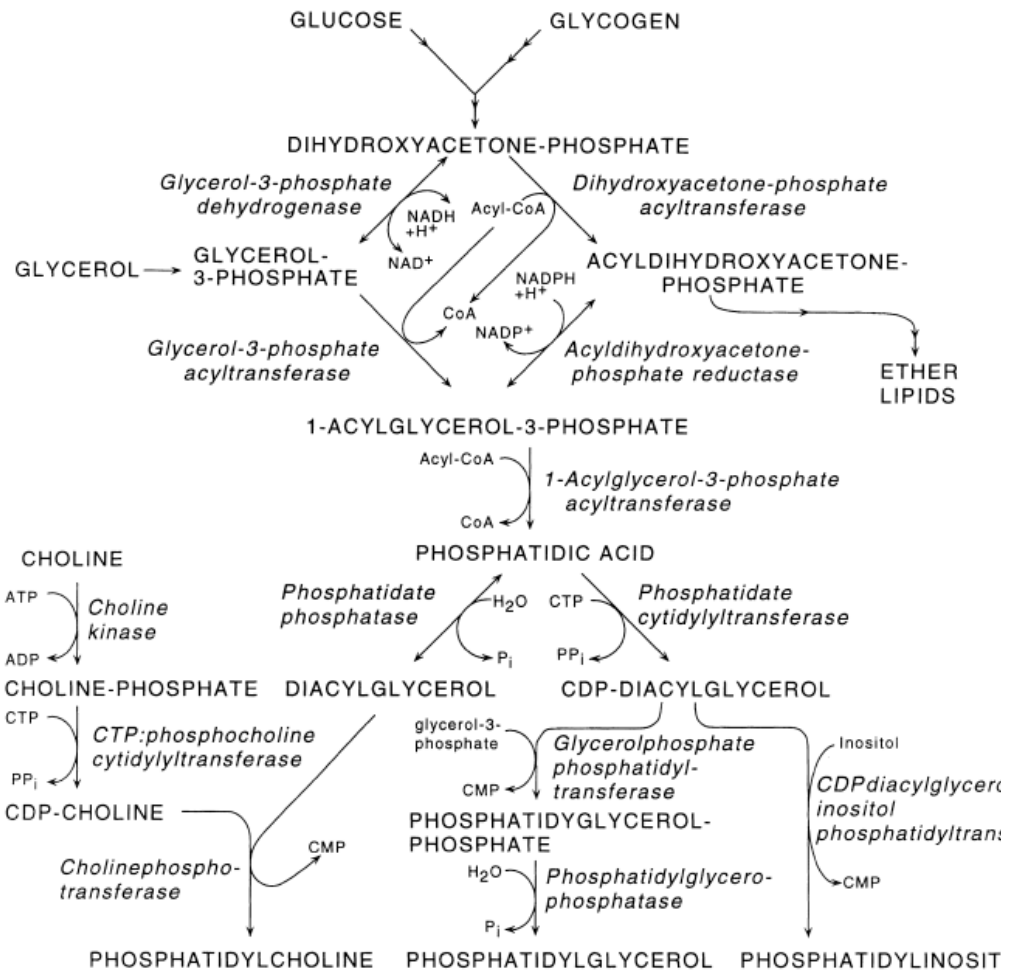 GLUCOSE
GLYCOGEN
DIHYDROXYACETONE-PHOSPHATE
Glycerol-3-phosphate
dehydrogenase
NADH
+H+
NAD+
Acyl-CoA
Dihydroxyacetone-phosphate
acyltransferase
GLYCEROL
GLYCEROL-
3-PHOSPHATE
ACYLDIHYDROXYACETONE-
PHOSPHATE
NADPH
+H+
CoA
NADP+
Glycerol-3-phosphate
acyltransferase
Acyldihydroxyacetone-
phosphate reductase
ETHER
LIPIDS
1-ACYLGLYCEROL-3-PHOSPHATE
Acyl-CoA
1-Acylglycerol-3-phosphate
acyltransferase
CoA
PHOSPHATIDIC ACID
CHOLINE
ATP
Choline
kinase
ADP
Phosphatidate
phosphatase
H2O
Pi
CTP
PPi
Phosphatidate
cytidylyltransferase
CHOLINE-PHOSPHATE
DIACYLGLYCEROL
CDP-DIACYLGLYCEROL
CTP
CTP:phosphocholine
cytidylyltransferase
PPi
glycerol-3-
phosphate
Glycerolphosphate
phosphatidyl-
transferase
CMP
Inositol
CDPdiacylglycerc
inositol
phosphatidyltrans
CMP
CDP-CHOLINE
PHOSPHATIDYGLYCEROL-
PHOSPHATE
CMP
Cholinephospho-
transferase
H2O
Phosphatidylglycero-
phosphatase
Pi
PHOSPHATIDYLCHOLINE
PHOSPHATIDYLGLYCEROL
PHOSPHATIDYLINOSIT